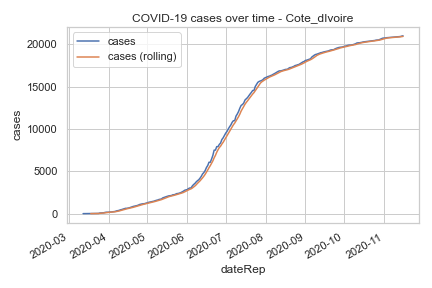 COVID-19 cases over time - Cote_dIvoire
cases
cases (rolling)
20000
15000
10000
5000
0
cases
2020-03
2020-04
2020-05
2020-06
2020-07
2020-08
2020-09
2020-10
2020-11
dateRep